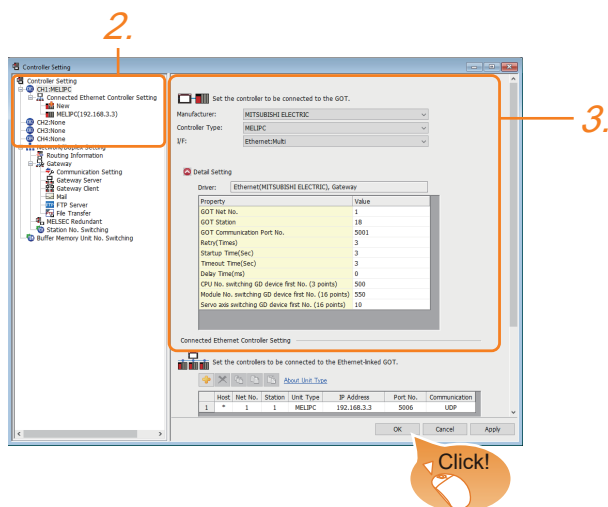 2.
Controller Setting
Controller Setting
CH1:MELIPC
Connected Ethernet Controller Setting
New
MELIPC(192.168.3.3)
CH2:None
CH3:None
CH4:None
Network/Duplex Setting
Routing Information
Gateway
Communication Setting
Gateway Server
Gateway Client
Mail
FTP Server
File Transfer
MELSEC Redundant
Station No. Switching
Buffer Memory Unit No. Switching
Set the controller to be connected to the GOT.
Manufacturer: MITSUBISHI ELECTRIC
Controller Type: MELIPC
I/F: Ethernet:Multi
3.
Detail Setting
Driver: Ethernet(MITSUBISHI ELECTRIC), Gateway
Property Value
GOT Net No. 1
GOT Station 18
GOT Communication Port No. 5001
Retry(Times) 3
Startup Time(Sec) 3
Timeout Time(Sec) 3
Delay Time(ms) 0
CPU No. switching GD device first No. (3 points) 500
Module No. switching GD device first No. (16 points) 550
Servo axis switching GD device first No. (16 points) 10
Connected Ethernet Controller Setting
Set the controllers to be connected to the Ethernet-linked GOT.
About Unit Type
Host Net No. Station Unit Type IP Address Port No. Communication
1 * 1 1 MELIPC 192.168.3.3 5006 UDP
OK Cancel Apply
Click!